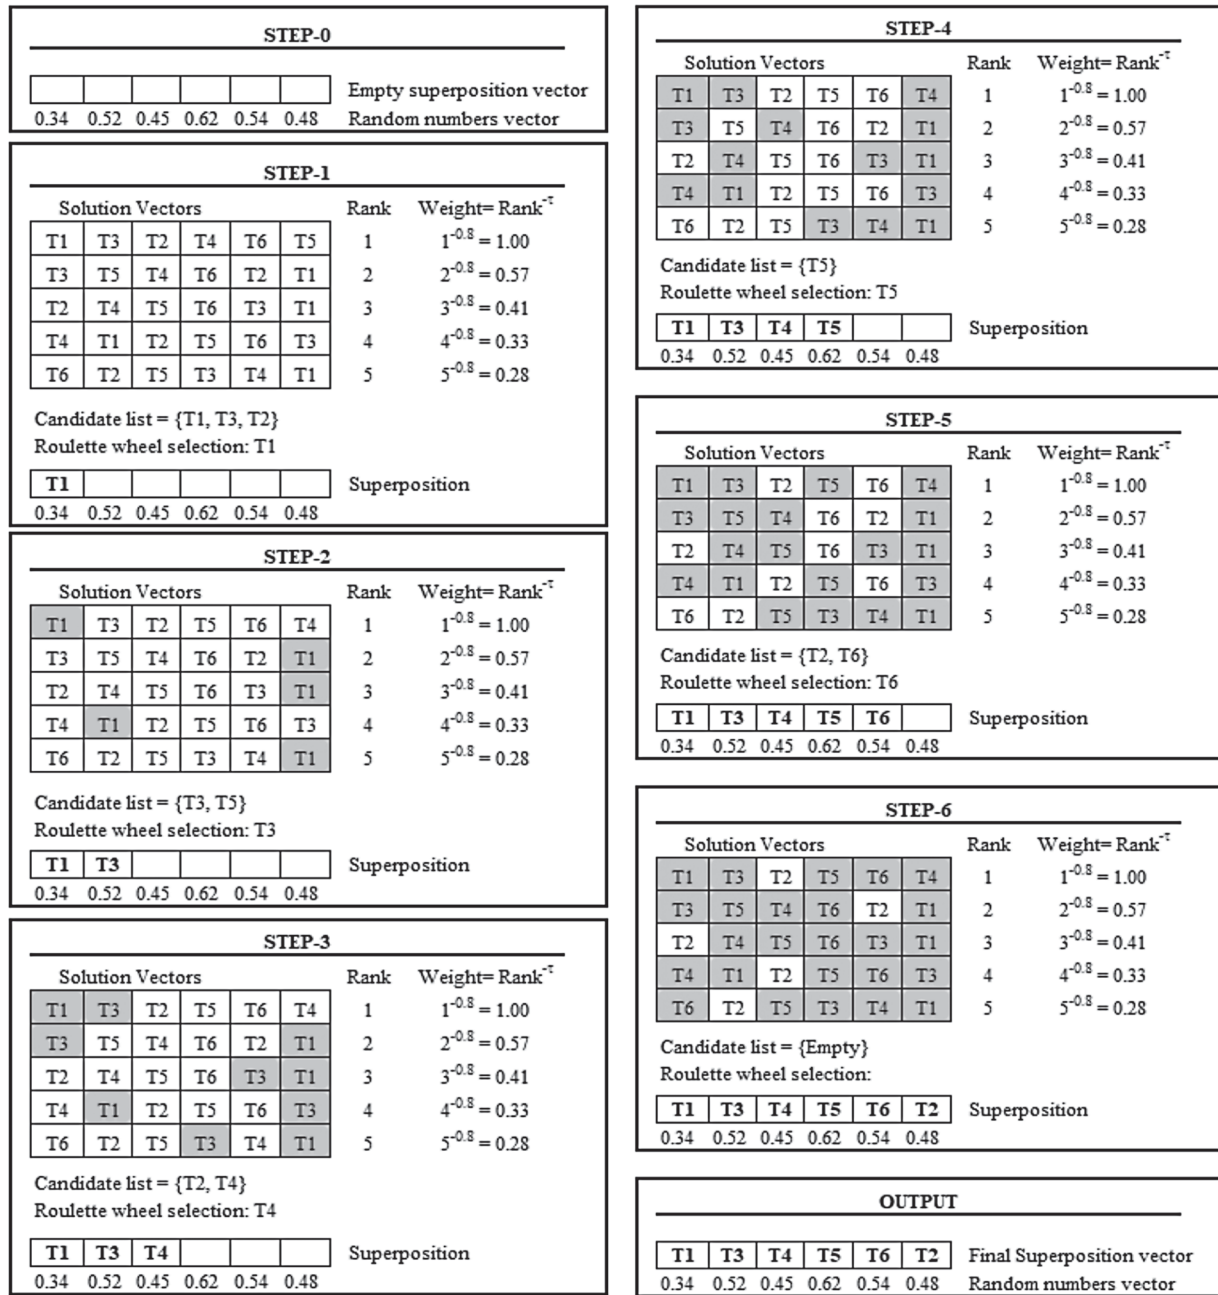 STEP-0
Empty superposition vector
0.34 0.52 0.45 0.62 0.54 0.48 Random numbers vector
STEP-1
Solution Vectors Rank Weight= Rank^-τ
T1 T3 T2 T4 T6 T5 1 1^-0.8 = 1.00
T3 T5 T4 T6 T2 T1 2 2^-0.8 = 0.57
T2 T4 T5 T6 T3 T1 3 3^-0.8 = 0.41
T4 T1 T2 T5 T6 T3 4 4^-0.8 = 0.33
T6 T2 T5 T3 T4 T1 5 5^-0.8 = 0.28
Candidate list = {T1, T3, T2}
Roulette wheel selection: T1
T1 Superposition
0.34 0.52 0.45 0.62 0.54 0.48
STEP-2
Solution Vectors Rank Weight= Rank^-τ
T1 T3 T2 T5 T6 T4 1 1^-0.8 = 1.00
T3 T5 T4 T6 T2 T1 2 2^-0.8 = 0.57
T2 T4 T5 T6 T3 T1 3 3^-0.8 = 0.41
T4 T1 T2 T5 T6 T3 4 4^-0.8 = 0.33
T6 T2 T5 T3 T4 T1 5 5^-0.8 = 0.28
Candidate list = {T3, T5}
Roulette wheel selection: T3
T1 T3 Superposition
0.34 0.52 0.45 0.62 0.54 0.48
STEP-3
Solution Vectors Rank Weight= Rank^-τ
T1 T3 T2 T5 T6 T4 1 1^-0.8 = 1.00
T3 T5 T4 T6 T2 T1 2 2^-0.8 = 0.57
T2 T4 T5 T6 T3 T1 3 3^-0.8 = 0.41
T4 T1 T2 T5 T6 T3 4 4^-0.8 = 0.33
T6 T2 T5 T3 T4 T1 5 5^-0.8 = 0.28
Candidate list = {T2, T4}
Roulette wheel selection: T4
T1 T3 T4 Superposition
0.34 0.52 0.45 0.62 0.54 0.48
STEP-4
Solution Vectors Rank Weight= Rank^-τ
T1 T3 T2 T5 T6 T4 1 1^-0.8 = 1.00
T3 T5 T4 T6 T2 T1 2 2^-0.8 = 0.57
T2 T4 T5 T6 T3 T1 3 3^-0.8 = 0.41
T4 T1 T2 T5 T6 T3 4 4^-0.8 = 0.33
T6 T2 T5 T3 T4 T1 5 5^-0.8 = 0.28
Candidate list = {T5}
Roulette wheel selection: T5
T1 T3 T4 T5 Superposition
0.34 0.52 0.45 0.62 0.54 0.48
STEP-5
Solution Vectors Rank Weight= Rank^-τ
T1 T3 T2 T5 T6 T4 1 1^-0.8 = 1.00
T3 T5 T4 T6 T2 T1 2 2^-0.8 = 0.57
T2 T4 T5 T6 T3 T1 3 3^-0.8 = 0.41
T4 T1 T2 T5 T6 T3 4 4^-0.8 = 0.33
T6 T2 T5 T3 T4 T1 5 5^-0.8 = 0.28
Candidate list = {T2, T6}
Roulette wheel selection: T6
T1 T3 T4 T5 T6 Superposition
0.34 0.52 0.45 0.62 0.54 0.48
STEP-6
Solution Vectors Rank Weight= Rank^-τ
T1 T3 T2 T5 T6 T4 1 1^-0.8 = 1.00
T3 T5 T4 T6 T2 T1 2 2^-0.8 = 0.57
T2 T4 T5 T6 T3 T1 3 3^-0.8 = 0.41
T4 T1 T2 T5 T6 T3 4 4^-0.8 = 0.33
T6 T2 T5 T3 T4 T1 5 5^-0.8 = 0.28
Candidate list = {Empty}
Roulette wheel selection:
T1 T3 T4 T5 T6 T2 Superposition
0.34 0.52 0.45 0.62 0.54 0.48
OUTPUT
T1 T3 T4 T5 T6 T2 Final Superposition vector
0.34 0.52 0.45 0.62 0.54 0.48 Random numbers vector